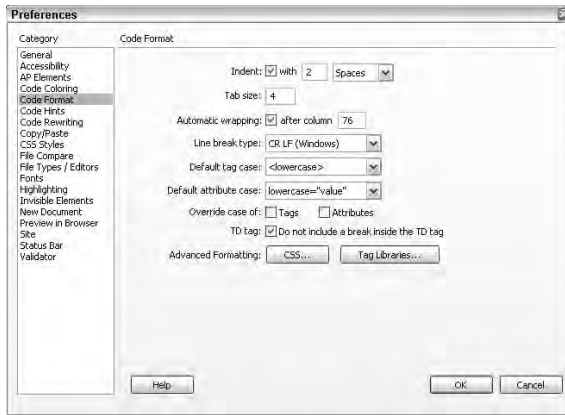 Preferences
Category
Code Format
General
Accessibility
AP Elements
Code Coloring
Code Format
Code Hints
Code Rewriting
Copy/Paste
CSS Styles
File Compare
File Types / Editors
Fonts
Highlighting
Invisible Elements
New Document
Preview in Browser
Site
Status Bar
Validator
Indent: with 2 Spaces
Tab size: 4
Automatic wrapping: after column 76
Line break type: CR LF (Windows)
Default tag case: <lowercase>
Default attribute case: lowercase="value"
Override case of: Tags Attributes
TD tag: Do not include a break inside the TD tag
Advanced Formatting: CSS... Tag Libraries...
Help OK Cancel